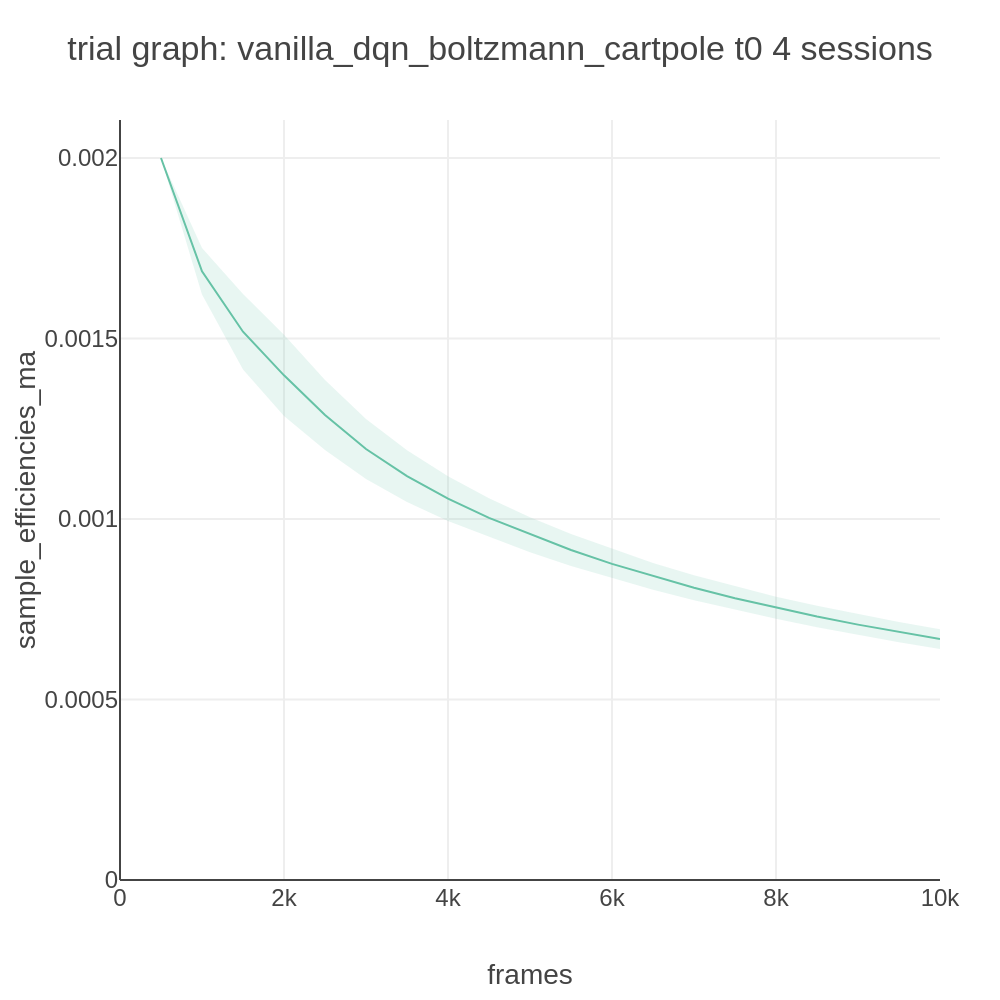 trial graph: vanilla_dqn_boltzmann_cartpole t0 4 sessions
sample_efficiencies_ma
0.002
0.0015
0.001
0.0005
0
0 2k 4k 6k 8k 10k
frames